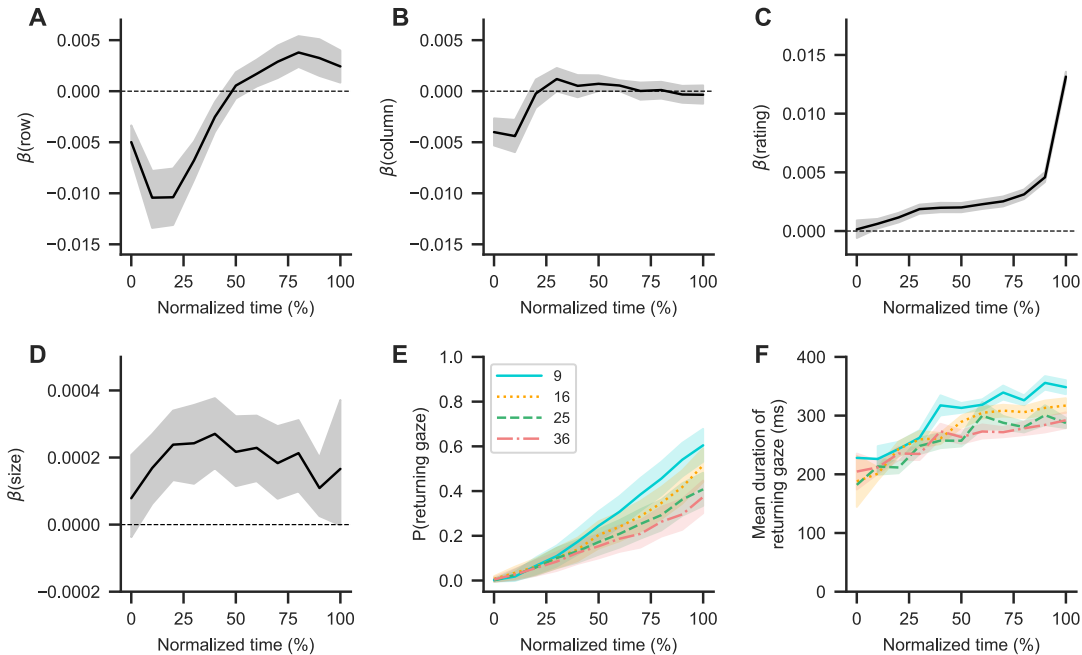 A
B
C
0.005
0.000
−0.005
−0.010
−0.015
β(row)
0 25 50 75 100
Normalized time (%)
0.005
0.000
−0.005
−0.010
−0.015
β(column)
0 25 50 75 100
Normalized time (%)
0.015
0.010
0.005
0.000
β(rating)
0 25 50 75 100
Normalized time (%)
D
E
F
0.0004
0.0002
0.0000
−0.0002
β(size)
0 25 50 75 100
Normalized time (%)
1.0
0.8
0.6
0.4
0.2
0.0
P(returning gaze)
9
16
25
36
0 25 50 75 100
Normalized time (%)
400
300
200
100
0
Mean duration of
returning gaze (ms)
0 25 50 75 100
Normalized time (%)